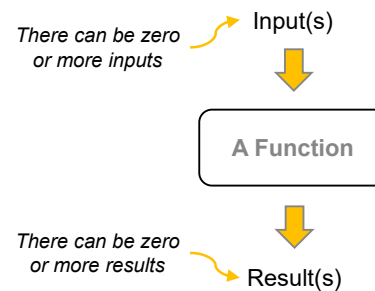 There can be zero
or more inputs
Input(s)
A Function
There can be zero
or more results
Result(s)